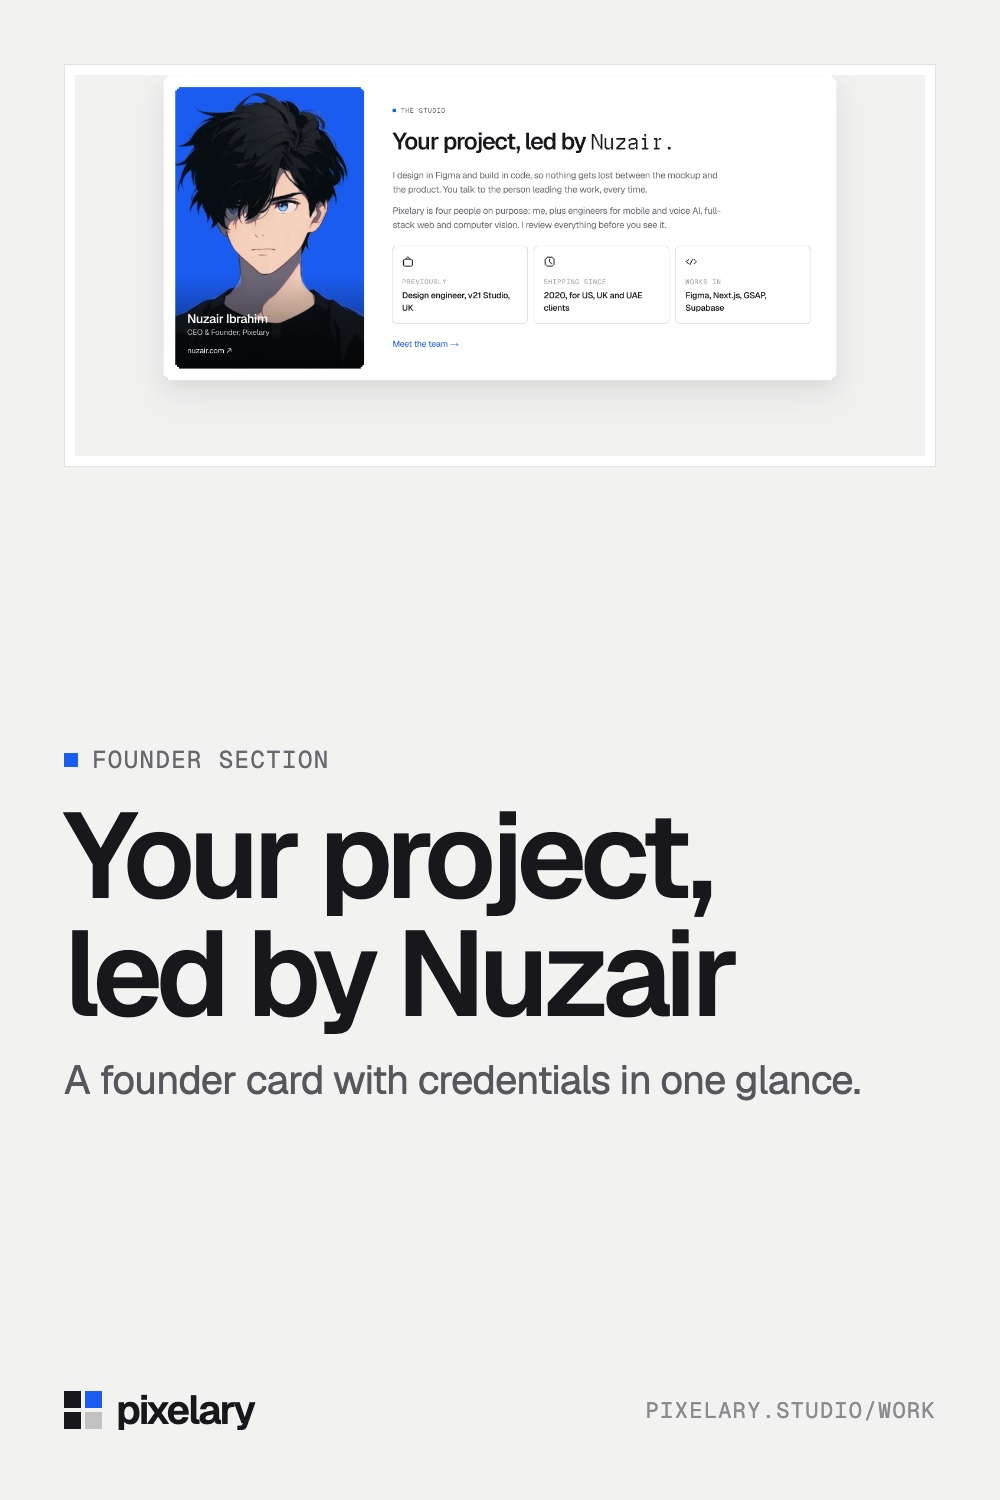 THE STUDIO
Your project, led by Nuzair.
I design in Figma and build in code, so nothing gets lost between the mockup and
the product. You talk to the person leading the work, every time.
Pixelary is four people on purpose: me, plus engineers for mobile and voice AI, full-
stack web and computer vision. I review everything before you see it.
PREVIOUSLY
Design engineer, v21 Studio,
UK
SHIPPING SINCE
2020, for US, UK and UAE
clients
WORKS IN
Figma, Next.js, GSAP,
Supabase
Meet the team →
Nuzair Ibrahim
CEO & Founder, Pixelary
nuzair.com ↗
FOUNDER SECTION
Your project,
led by Nuzair
A founder card with credentials in one glance.
pixelary
PIXELARY.STUDIO/WORK